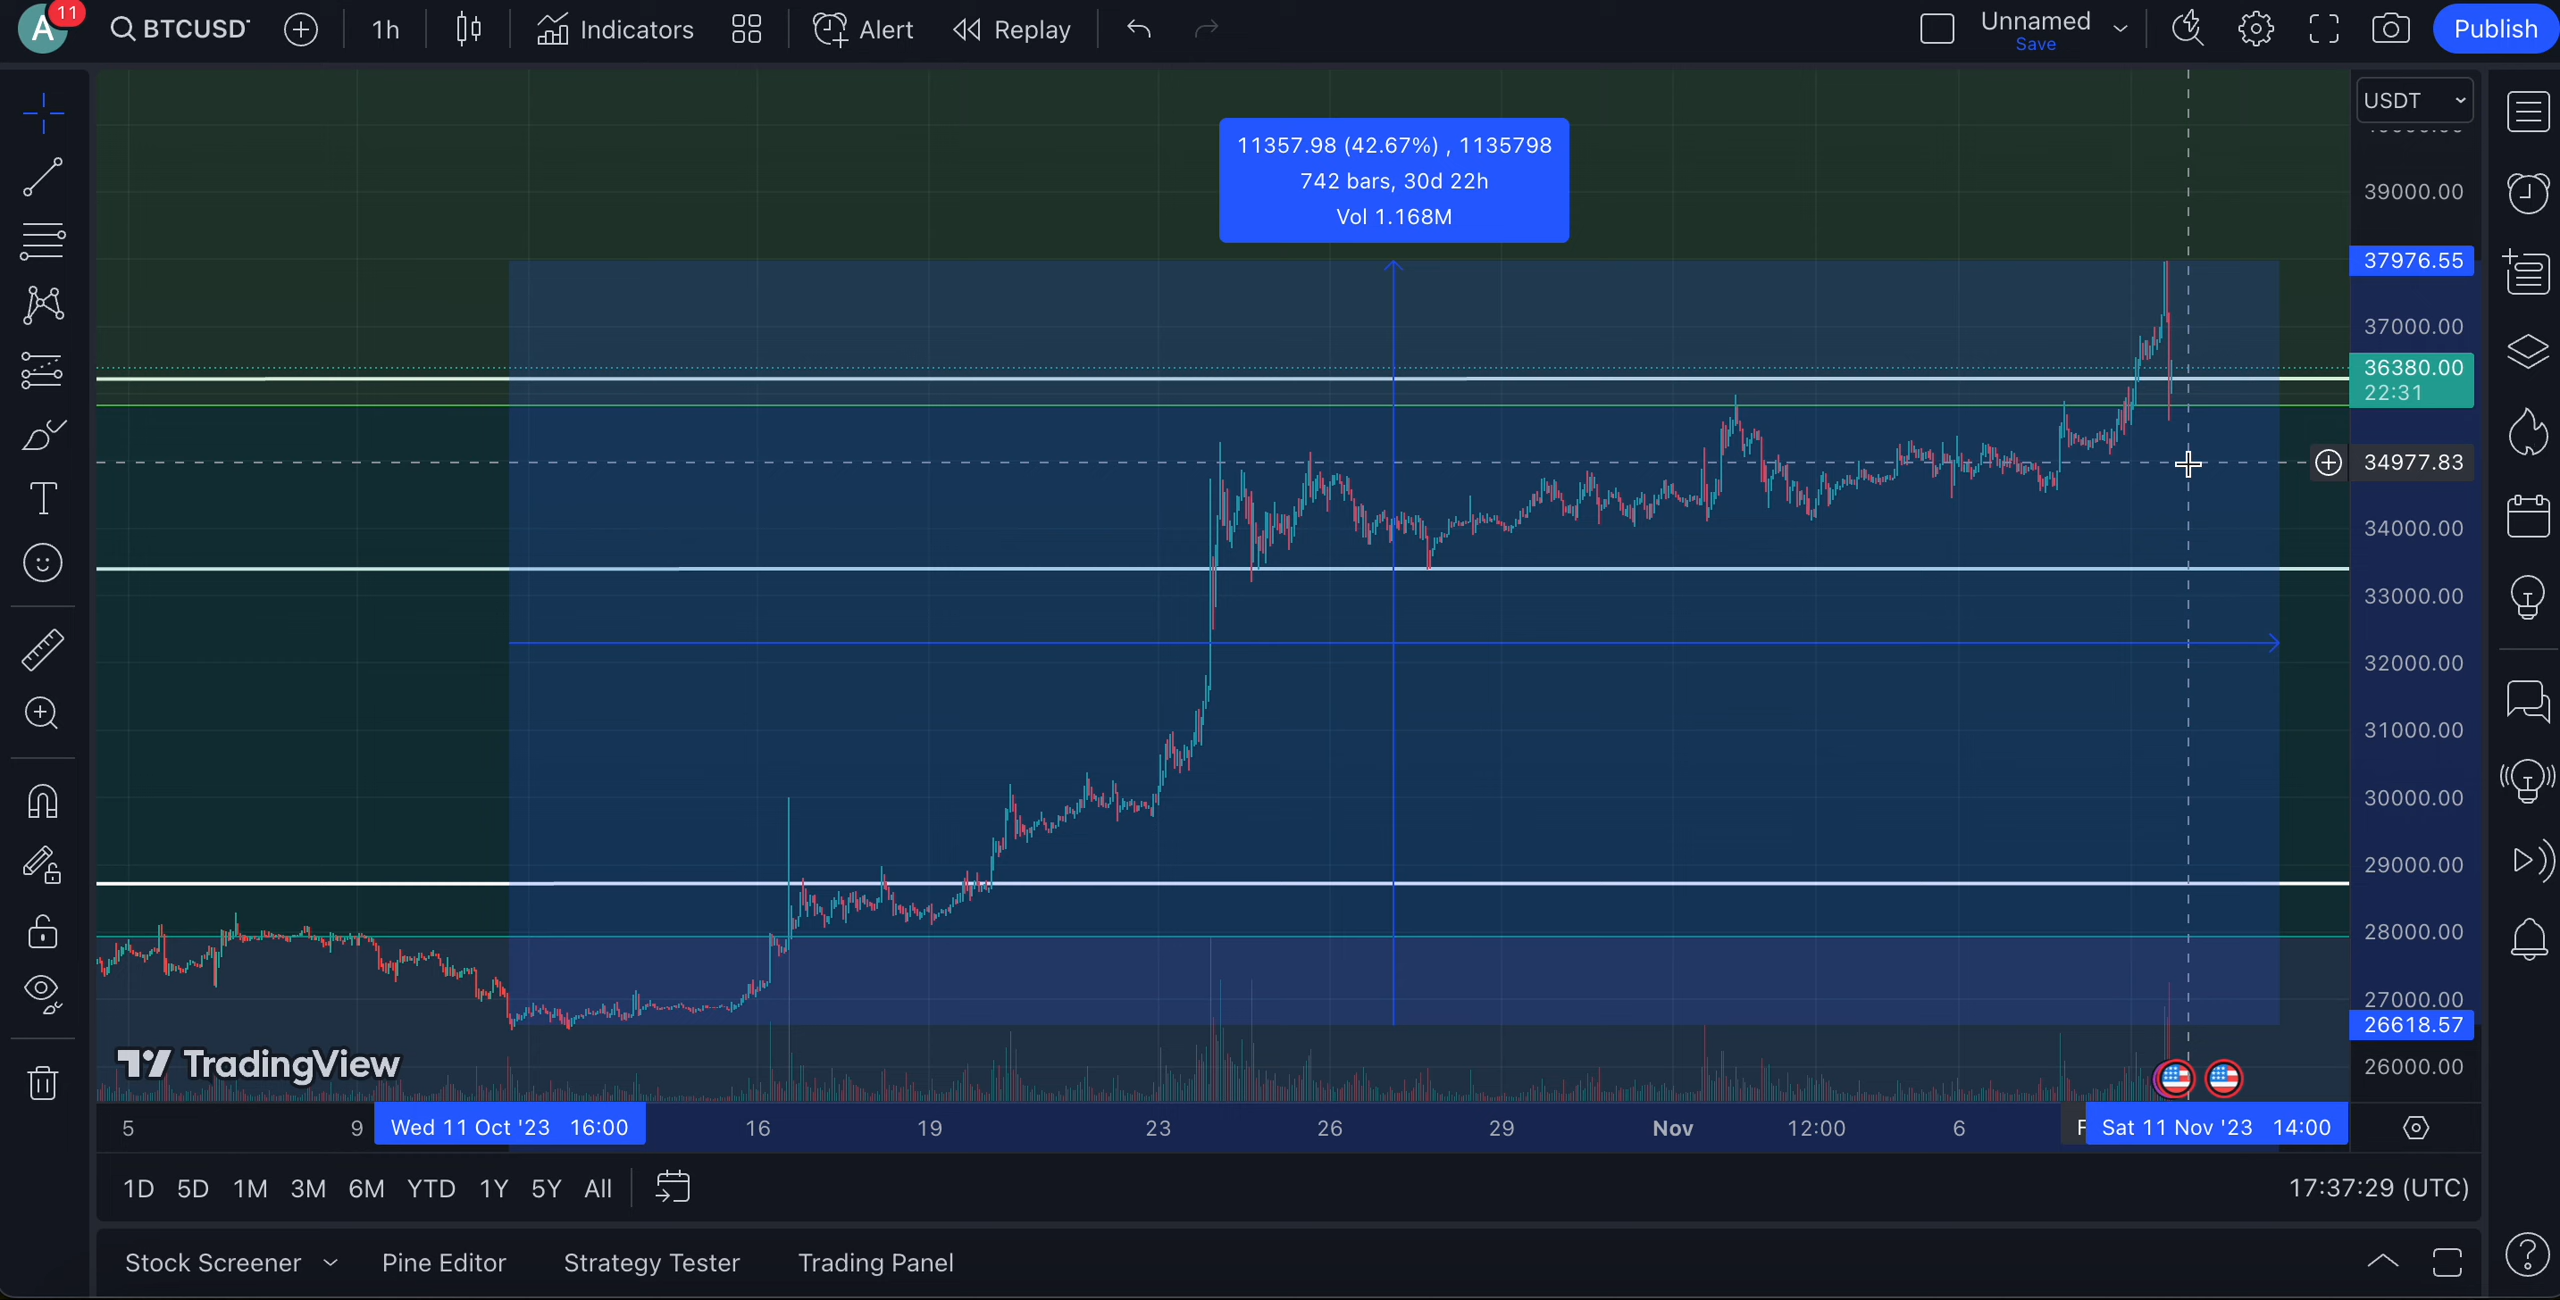 A
11
BTCUSD
1h
Indicators
Alert
Replay
Unnamed
Save
Publish
USDT
11357.98 (42.67%) , 1135798
742 bars, 30d 22h
Vol 1.168M
39000.00
37976.55
37000.00
36380.00
22:31
34977.83
34000.00
33000.00
32000.00
31000.00
30000.00
29000.00
28000.00
27000.00
26618.57
26000.00
TradingView
5
9
Wed 11 Oct '23 16:00
16
19
23
26
29
Nov
12:00
6
F
Sat 11 Nov '23 14:00
1D 5D 1M 3M 6M YTD 1Y 5Y All
17:37:29 (UTC)
Stock Screener Pine Editor Strategy Tester Trading Panel